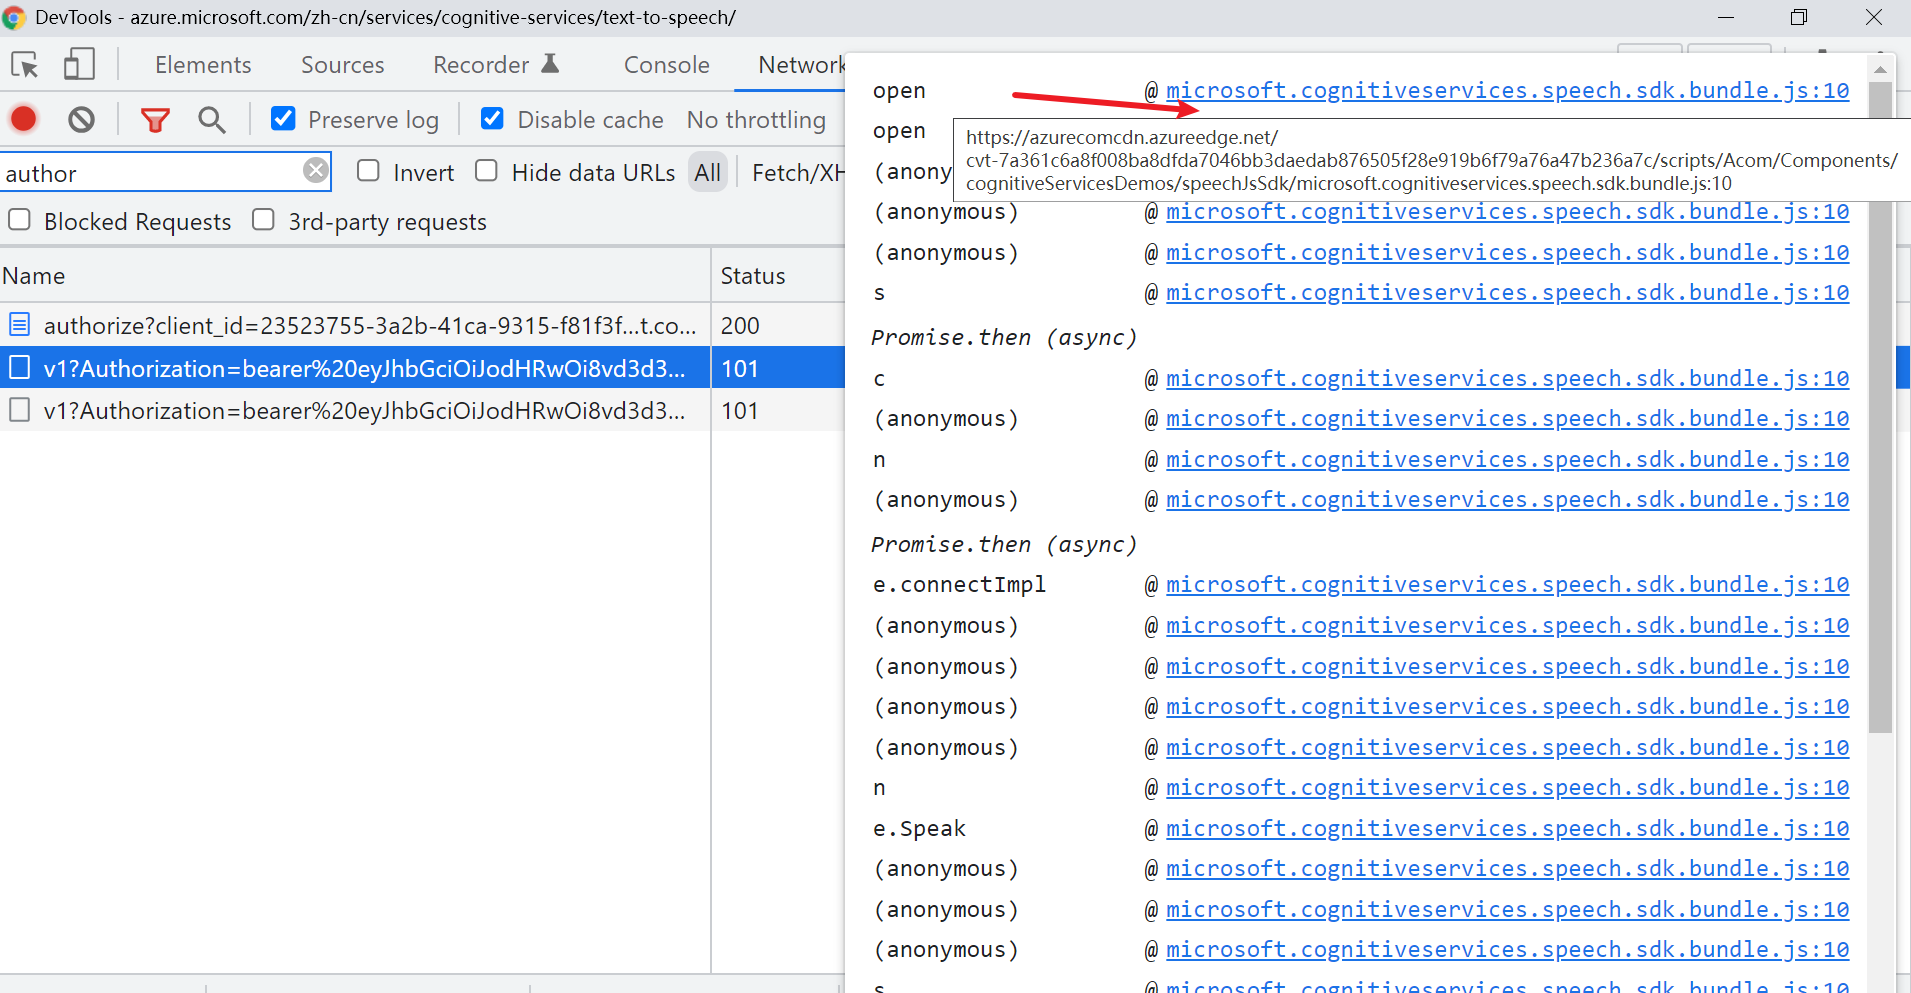 DevTools - azure.microsoft.com/zh-cn/services/cognitive-services/text-to-speech/
Elements Sources Recorder Console Network
Preserve log Disable cache No throttling
author Invert Hide data URLs All Fetch/XH
Blocked Requests 3rd-party requests
Name Status
authorize?client_id=23523755-3a2b-41ca-9315-f81f3f...t.co... 200
v1?Authorization=bearer%20eyJhbGciOiJodHRwOi8vd3d3... 101
v1?Authorization=bearer%20eyJhbGciOiJodHRwOi8vd3d3... 101
open @ microsoft.cognitiveservices.speech.sdk.bundle.js:10
open
https://azurecomcdn.azureedge.net/
cvt-7a361c6a8f008ba8dfda7046bb3daedab876505f28e919b6f79a76a47b236a7c/scripts/Acom/Components/
cognitiveServicesDemos/speechJsSdk/microsoft.cognitiveservices.speech.sdk.bundle.js:10
(anony
(anonymous) @ microsoft.cognitiveservices.speech.sdk.bundle.js:10
(anonymous) @ microsoft.cognitiveservices.speech.sdk.bundle.js:10
s @ microsoft.cognitiveservices.speech.sdk.bundle.js:10
Promise.then (async)
c @ microsoft.cognitiveservices.speech.sdk.bundle.js:10
(anonymous) @ microsoft.cognitiveservices.speech.sdk.bundle.js:10
n @ microsoft.cognitiveservices.speech.sdk.bundle.js:10
(anonymous) @ microsoft.cognitiveservices.speech.sdk.bundle.js:10
Promise.then (async)
e.connectImpl @ microsoft.cognitiveservices.speech.sdk.bundle.js:10
(anonymous) @ microsoft.cognitiveservices.speech.sdk.bundle.js:10
(anonymous) @ microsoft.cognitiveservices.speech.sdk.bundle.js:10
(anonymous) @ microsoft.cognitiveservices.speech.sdk.bundle.js:10
(anonymous) @ microsoft.cognitiveservices.speech.sdk.bundle.js:10
n @ microsoft.cognitiveservices.speech.sdk.bundle.js:10
e.Speak @ microsoft.cognitiveservices.speech.sdk.bundle.js:10
(anonymous) @ microsoft.cognitiveservices.speech.sdk.bundle.js:10
(anonymous) @ microsoft.cognitiveservices.speech.sdk.bundle.js:10
(anonymous) @ microsoft.cognitiveservices.speech.sdk.bundle.js:10
s @ microsoft.cognitiveservices.speech.sdk.bundle.js:10